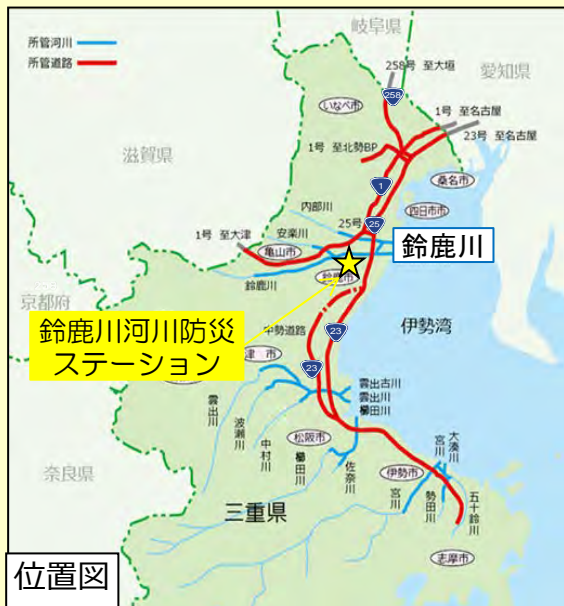 岐阜県
所管河川
所管道路
258号 至大垣
愛知県
258
いなべ市
1号 至名古屋
23号 至名古屋
1号 至北勢BP
滋賀県
桑名市
1
内部川
四日市市
25号
25
安楽川
1号 至大津
亀山市
鈴鹿川
鈴鹿市
鈴鹿川
京都府
鈴鹿川河川防災
ステーション
中勢道路
伊勢湾
23
津 市
23
雲出古川
雲出川
櫛田川
雲出川
波瀬川
中村川
松阪市
櫛田川
佐奈川
大湊川
宮川
伊勢市
奈良県
宮川
勢田川
五十鈴川
三重県
志摩市
位置図